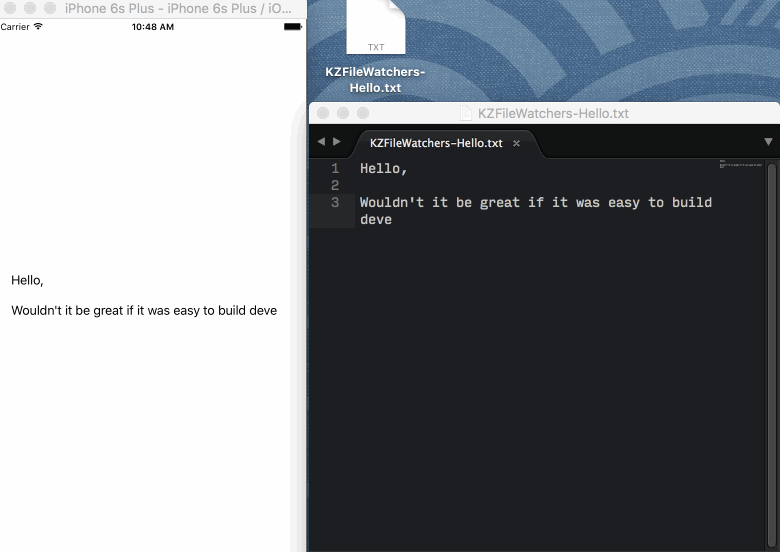 iPhone 6s Plus - iPhone 6s Plus / iO...
Carrier
10:48 AM
Hello,
Wouldn't it be great if it was easy to build deve
TXT
KZFileWatchers-
Hello.txt
KZFileWatchers-Hello.txt
KZFileWatchers-Hello.txt ×
1 Hello,
2
3 Wouldn't it be great if it was easy to build
deve